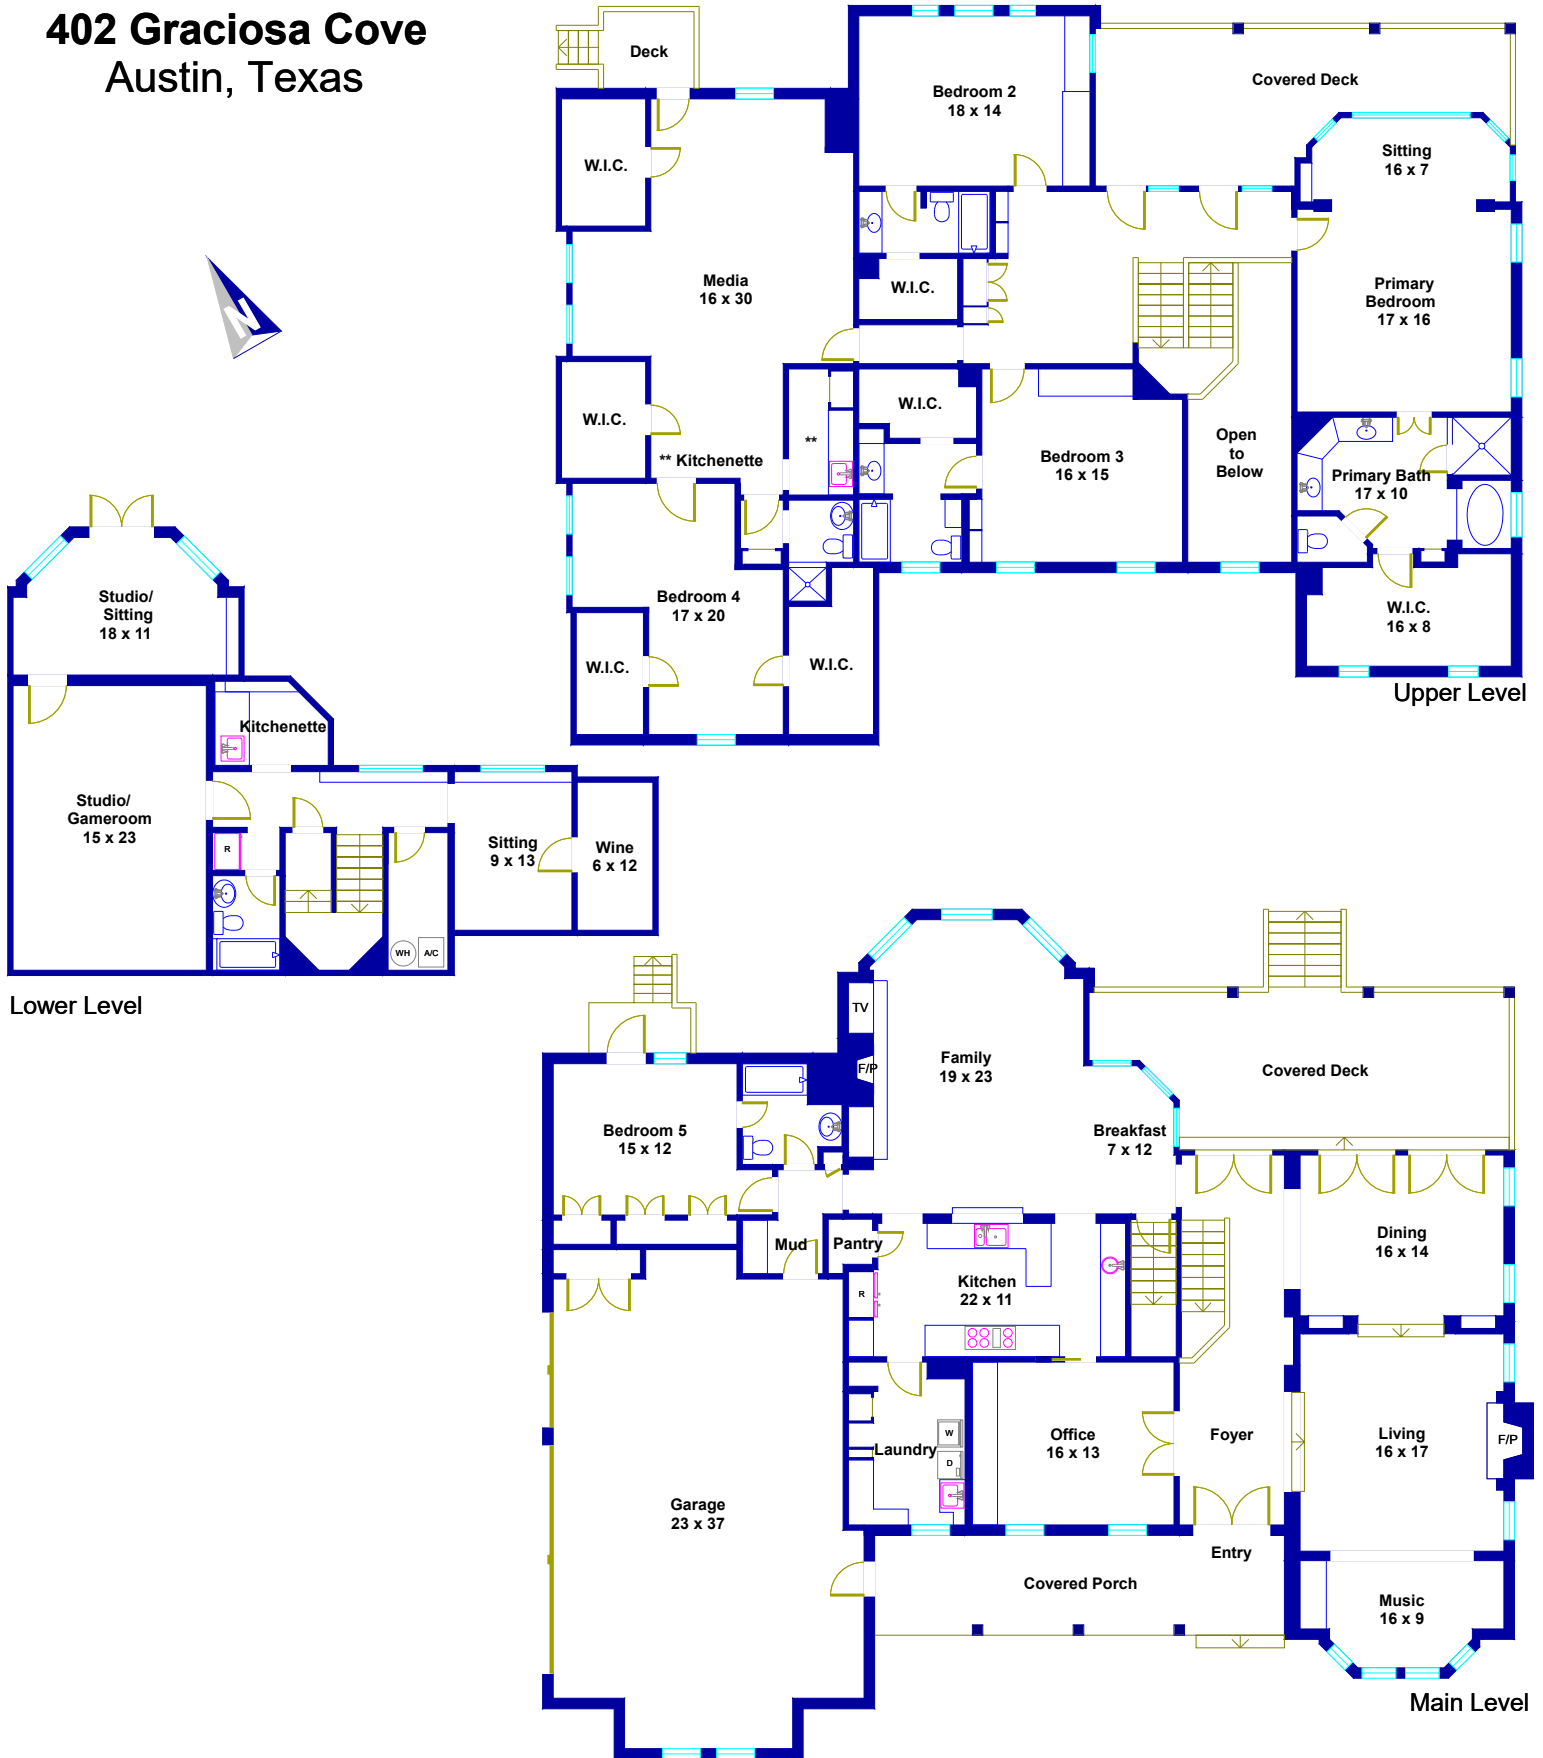 402 Graciosa Cove
Austin, Texas
N
Deck
W.I.C.
Media
16 x 30
W.I.C.
** Kitchenette
**
Bedroom 2
18 x 14
Covered Deck
Sitting
16 x 7
W.I.C.
Primary
Bedroom
17 x 16
W.I.C.
Bedroom 3
16 x 15
Open
to
Below
Primary Bath
17 x 10
Bedroom 4
17 x 20
W.I.C.
W.I.C.
W.I.C.
16 x 8
Upper Level
Studio/
Sitting
18 x 11
Kitchenette
Studio/
Gameroom
15 x 23
R
Sitting
9 x 13
Wine
6 x 12
WH
A/C
Lower Level
TV
F/P
Family
19 x 23
Covered Deck
Bedroom 5
15 x 12
Breakfast
7 x 12
Mud
Pantry
Dining
16 x 14
R
Kitchen
22 x 11
Laundry
W
D
Office
16 x 13
Foyer
Living
16 x 17
F/P
Garage
23 x 37
Entry
Covered Porch
Music
16 x 9
Main Level